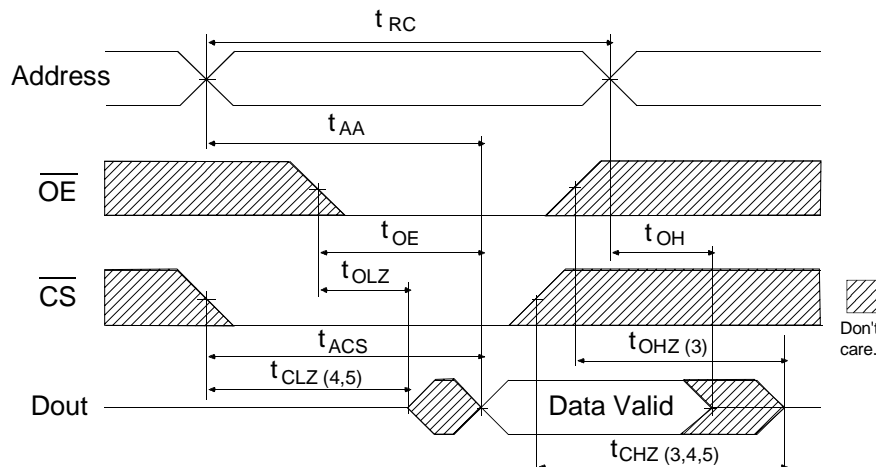 t RC
Address
t AA
OE
t OE
t OH
t OLZ
CS
Don't
care.
t ACS
t OHZ (3)
t CLZ (4,5)
Dout
Data Valid
t CHZ (3,4,5)